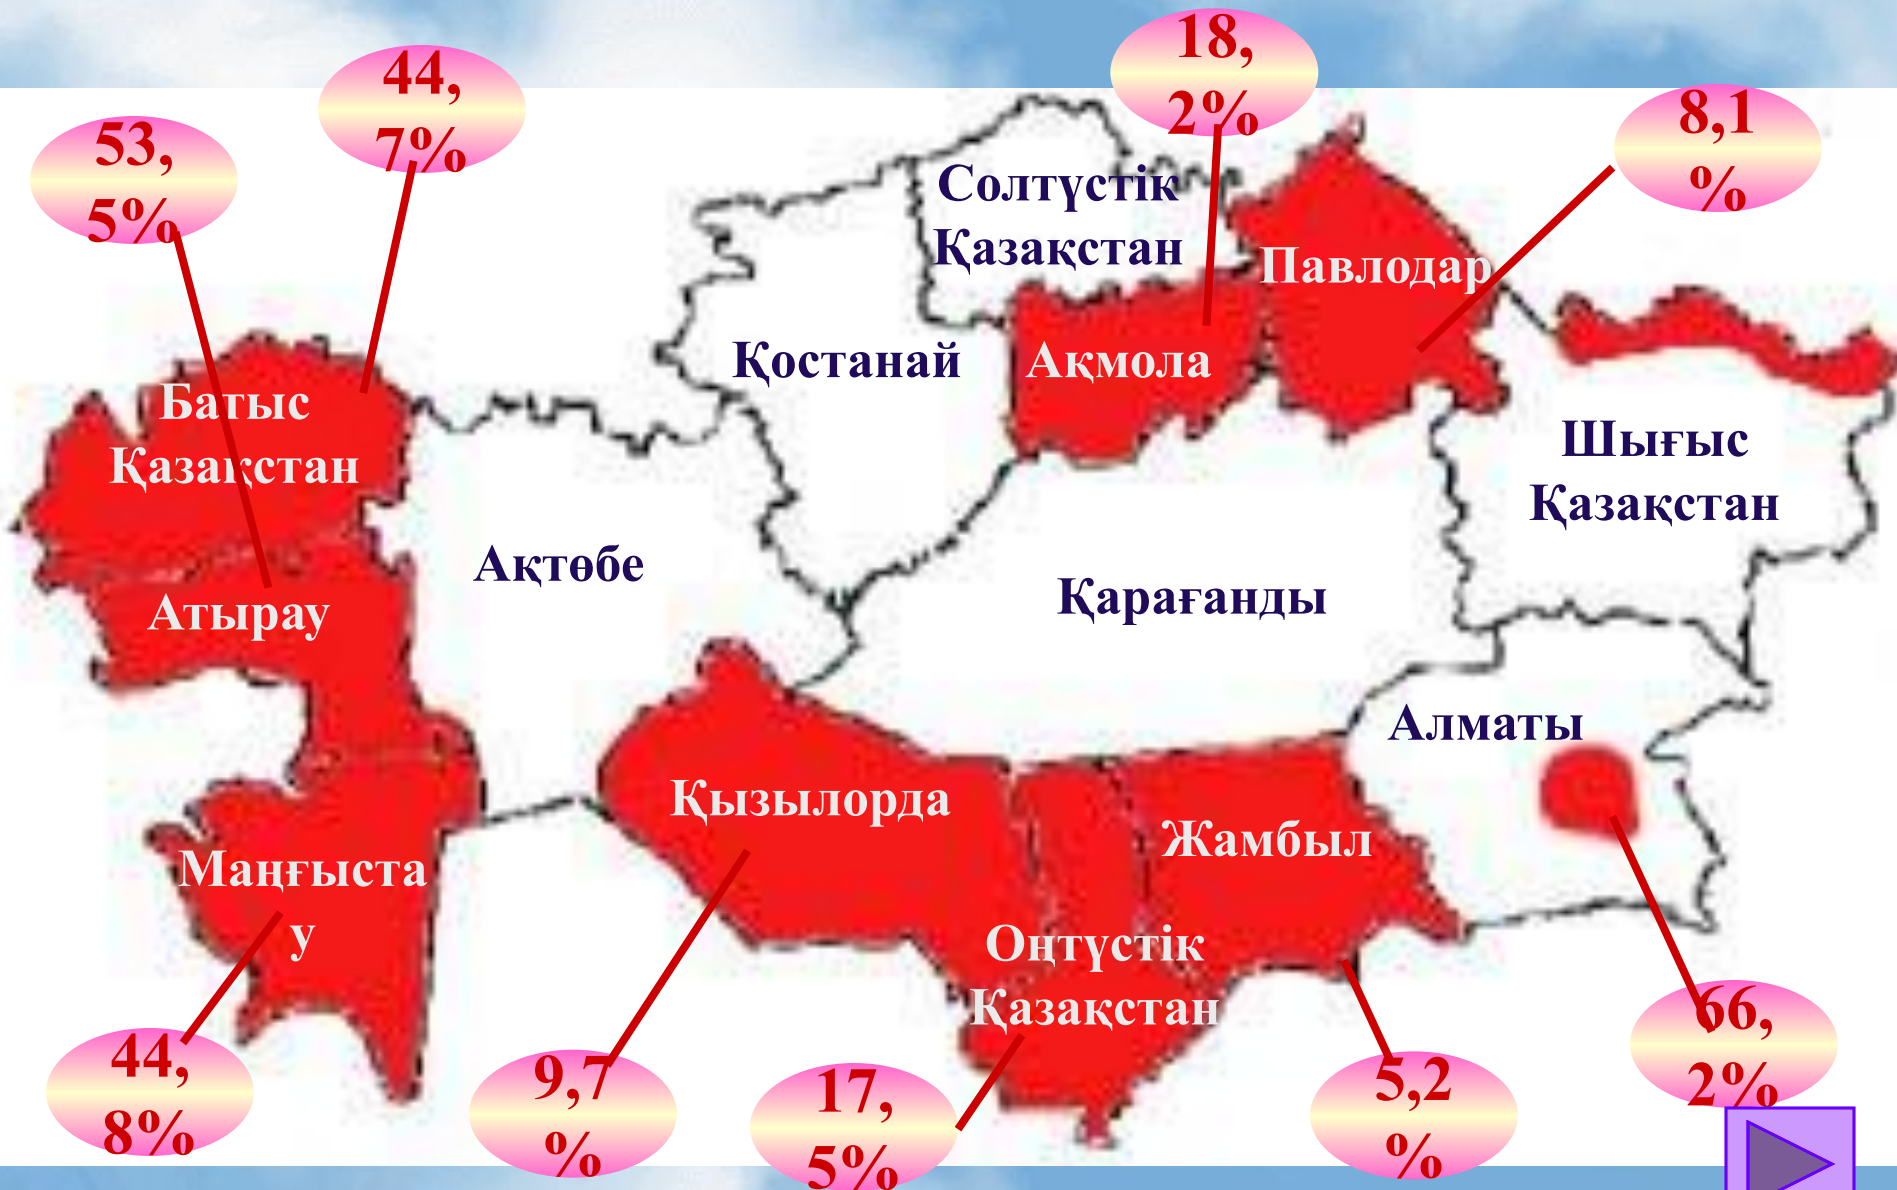 18,
2%
44,
7%
8,1
%
53,
5%
Солтүстік
Қазақстан
Павлодар
Қостанай
Ақмола
Батыс
Қазақстан
Шығыс
Қазақстан
Ақтөбе
Қарағанды
Атырау
Алматы
Қызылорда
Жамбыл
Маңғыста
у
Оңтүстік
Қазақстан
66,
2%
44,
8%
9,7
%
17,
5%
5,2
%